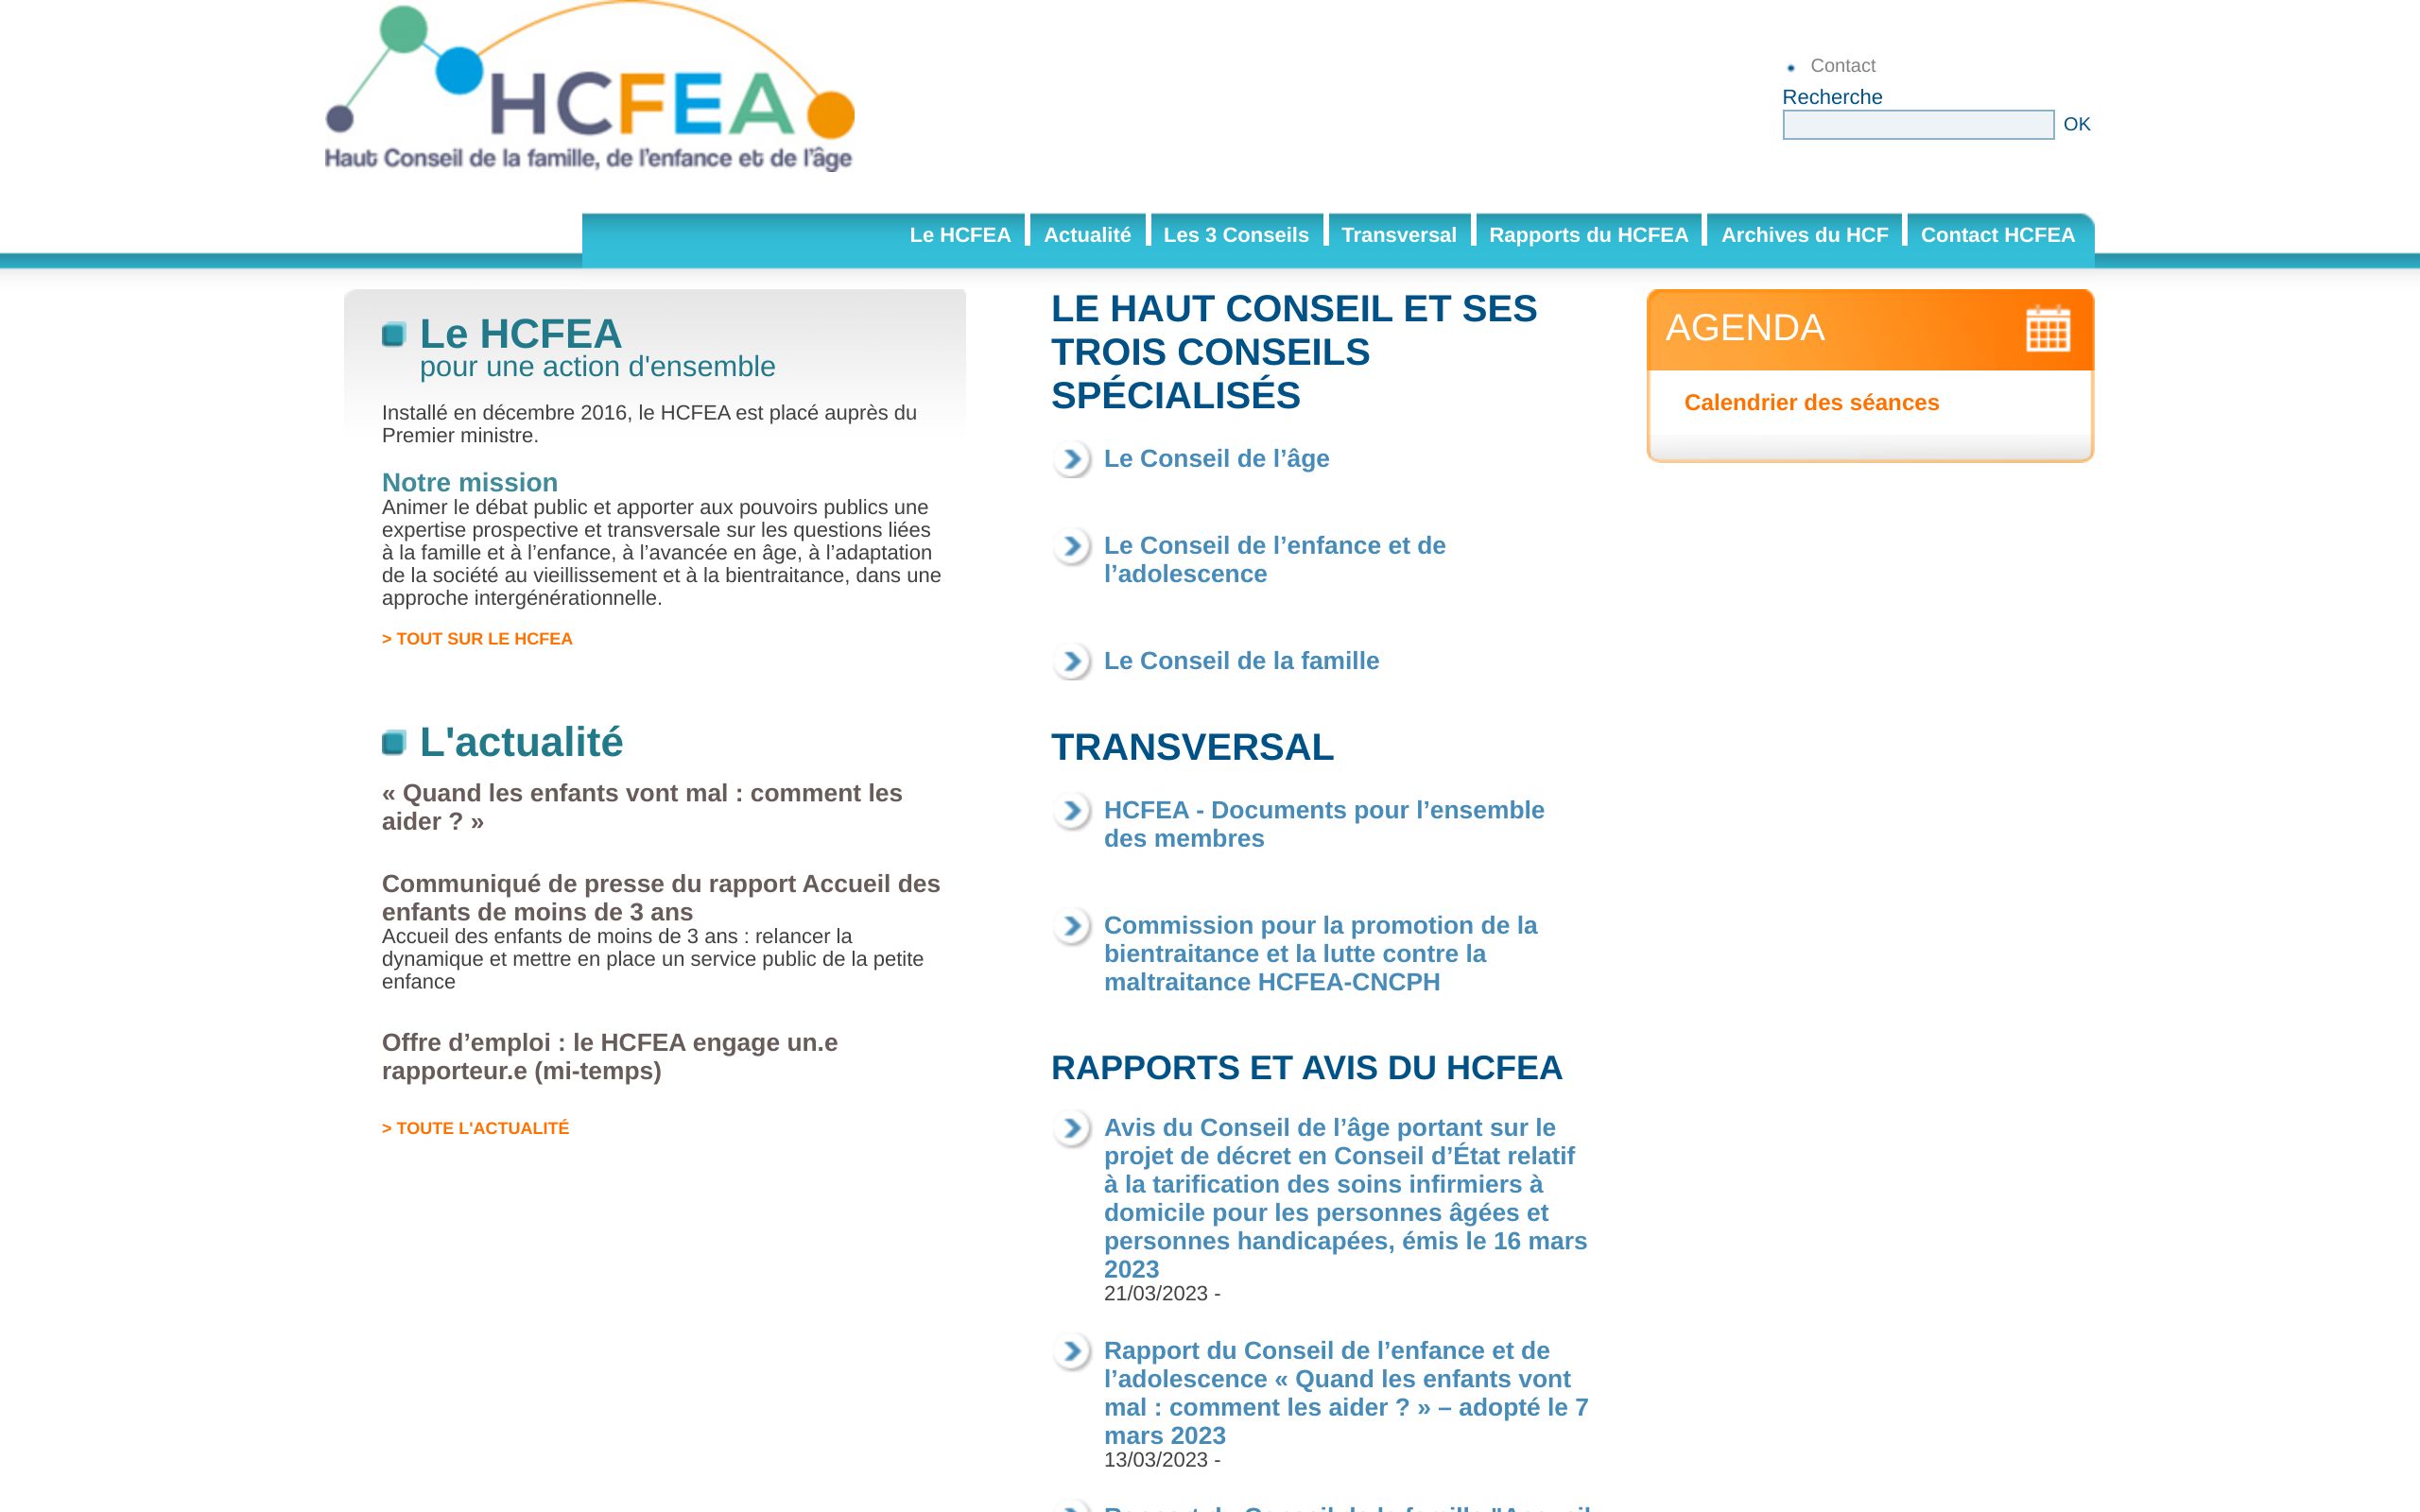 HCFEA
Haut Conseil de la famille, de l’enfance et de l’âge
Contact
Recherche
OK
Le HCFEA
Actualité
Les 3 Conseils
Transversal
Rapports du HCFEA
Archives du HCF
Contact HCFEA
Le HCFEA
pour une action d'ensemble
Installé en décembre 2016, le HCFEA est placé auprès du
Premier ministre.
Notre mission
Animer le débat public et apporter aux pouvoirs publics une
expertise prospective et transversale sur les questions liées
à la famille et à l’enfance, à l’avancée en âge, à l’adaptation
de la société au vieillissement et à la bientraitance, dans une
approche intergénérationnelle.
> TOUT SUR LE HCFEA
L'actualité
« Quand les enfants vont mal : comment les
aider ? »
Communiqué de presse du rapport Accueil des
enfants de moins de 3 ans
Accueil des enfants de moins de 3 ans : relancer la
dynamique et mettre en place un service public de la petite
enfance
Offre d’emploi : le HCFEA engage un.e
rapporteur.e (mi-temps)
> TOUTE L'ACTUALITÉ
LE HAUT CONSEIL ET SES
TROIS CONSEILS
SPÉCIALISÉS
Le Conseil de l’âge
Le Conseil de l’enfance et de
l’adolescence
Le Conseil de la famille
TRANSVERSAL
HCFEA - Documents pour l’ensemble
des membres
Commission pour la promotion de la
bientraitance et la lutte contre la
maltraitance HCFEA-CNCPH
RAPPORTS ET AVIS DU HCFEA
Avis du Conseil de l’âge portant sur le
projet de décret en Conseil d’État relatif
à la tarification des soins infirmiers à
domicile pour les personnes âgées et
personnes handicapées, émis le 16 mars
2023
21/03/2023 -
Rapport du Conseil de l’enfance et de
l’adolescence « Quand les enfants vont
mal : comment les aider ? » – adopté le 7
mars 2023
13/03/2023 -
Rapport du Conseil de la famille "Accueil
AGENDA
Calendrier des séances